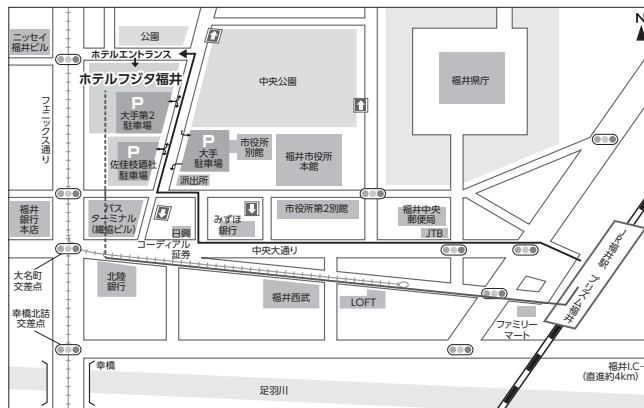 ニッセイ
福井ビル
公園
ホテルエントランス
ホテルフジタ福井
P
大手第2
駐車場
P
大手
駐車場
佐佳枝廼社
駐車場
派出所
フェニックス通り
中央公園
市役所
別館
福井市役所
本館
福井県庁
N
福井
銀行
本店
バス
ターミナル
(織協ビル)
日興
コーディアル
証券
みずほ
銀行
市役所第2別館
福井中央
郵便局
JTB
中央大通り
大名町
交差点
北陸
銀行
福井西武
LOFT
ファミリー
マート
JR福井駅 プリズム福井
幸橋北詰
交差点
幸橋
足羽川
福井I.C
(直進約4km)